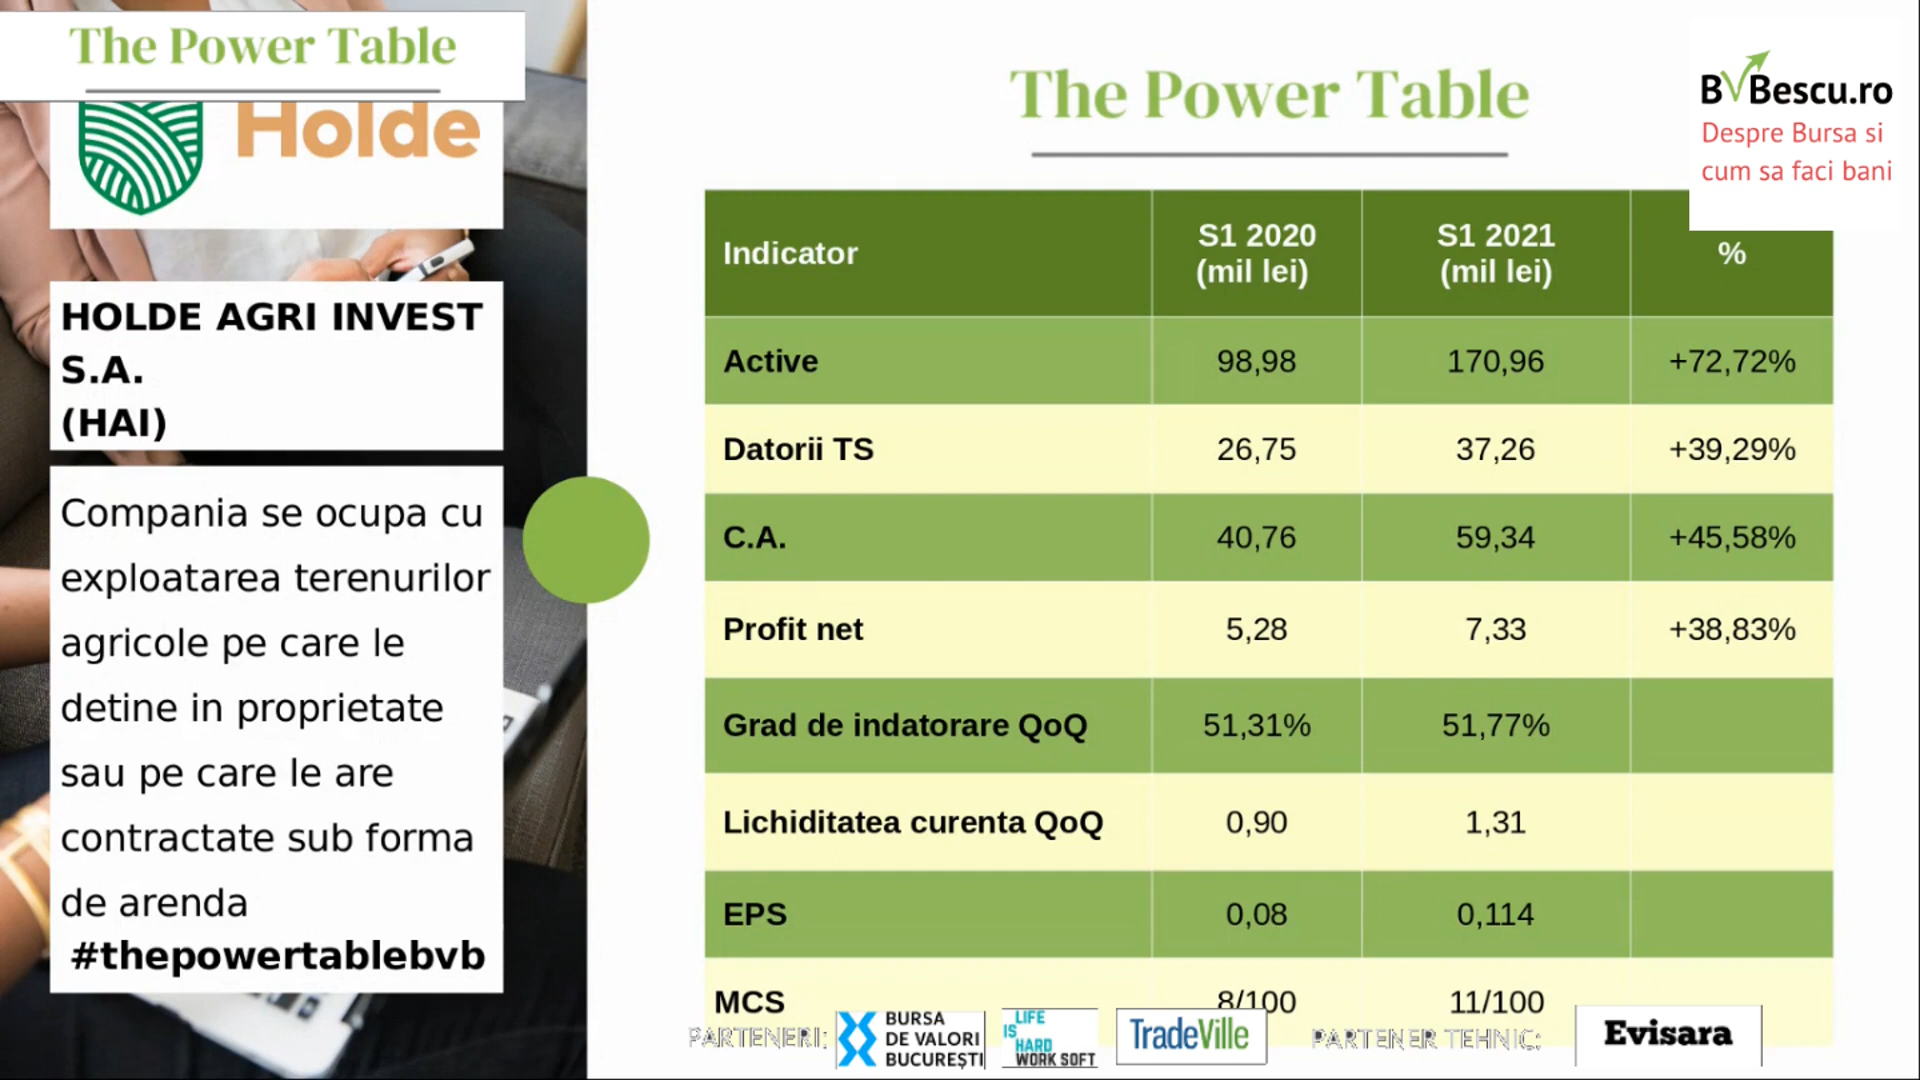 The Power Table
Holde
HOLDE AGRI INVEST
S.A.
(HAI)
Compania se ocupa cu
exploatarea terenurilor
agricole pe care le
detine in proprietate
sau pe care le are
contractate sub forma
de arenda
#thepowertablebvb
The Power Table
BVBescu.ro
Despre Bursa si
cum sa faci bani
Indicator S1 2020 (mil lei) S1 2021 (mil lei) %
Active 98,98 170,96 +72,72%
Datorii TS 26,75 37,26 +39,29%
C.A. 40,76 59,34 +45,58%
Profit net 5,28 7,33 +38,83%
Grad de indatorare QoQ 51,31% 51,77%
Lichiditatea curenta QoQ 0,90 1,31
EPS 0,08 0,114
MCS 8/100 11/100
PARTENERI:
BURSA
DE VALORI
BUCUREȘTI
LIFE
IS
HARD
WORK SOFT
TradeVille
PARTENER TEHNIC:
Evisara